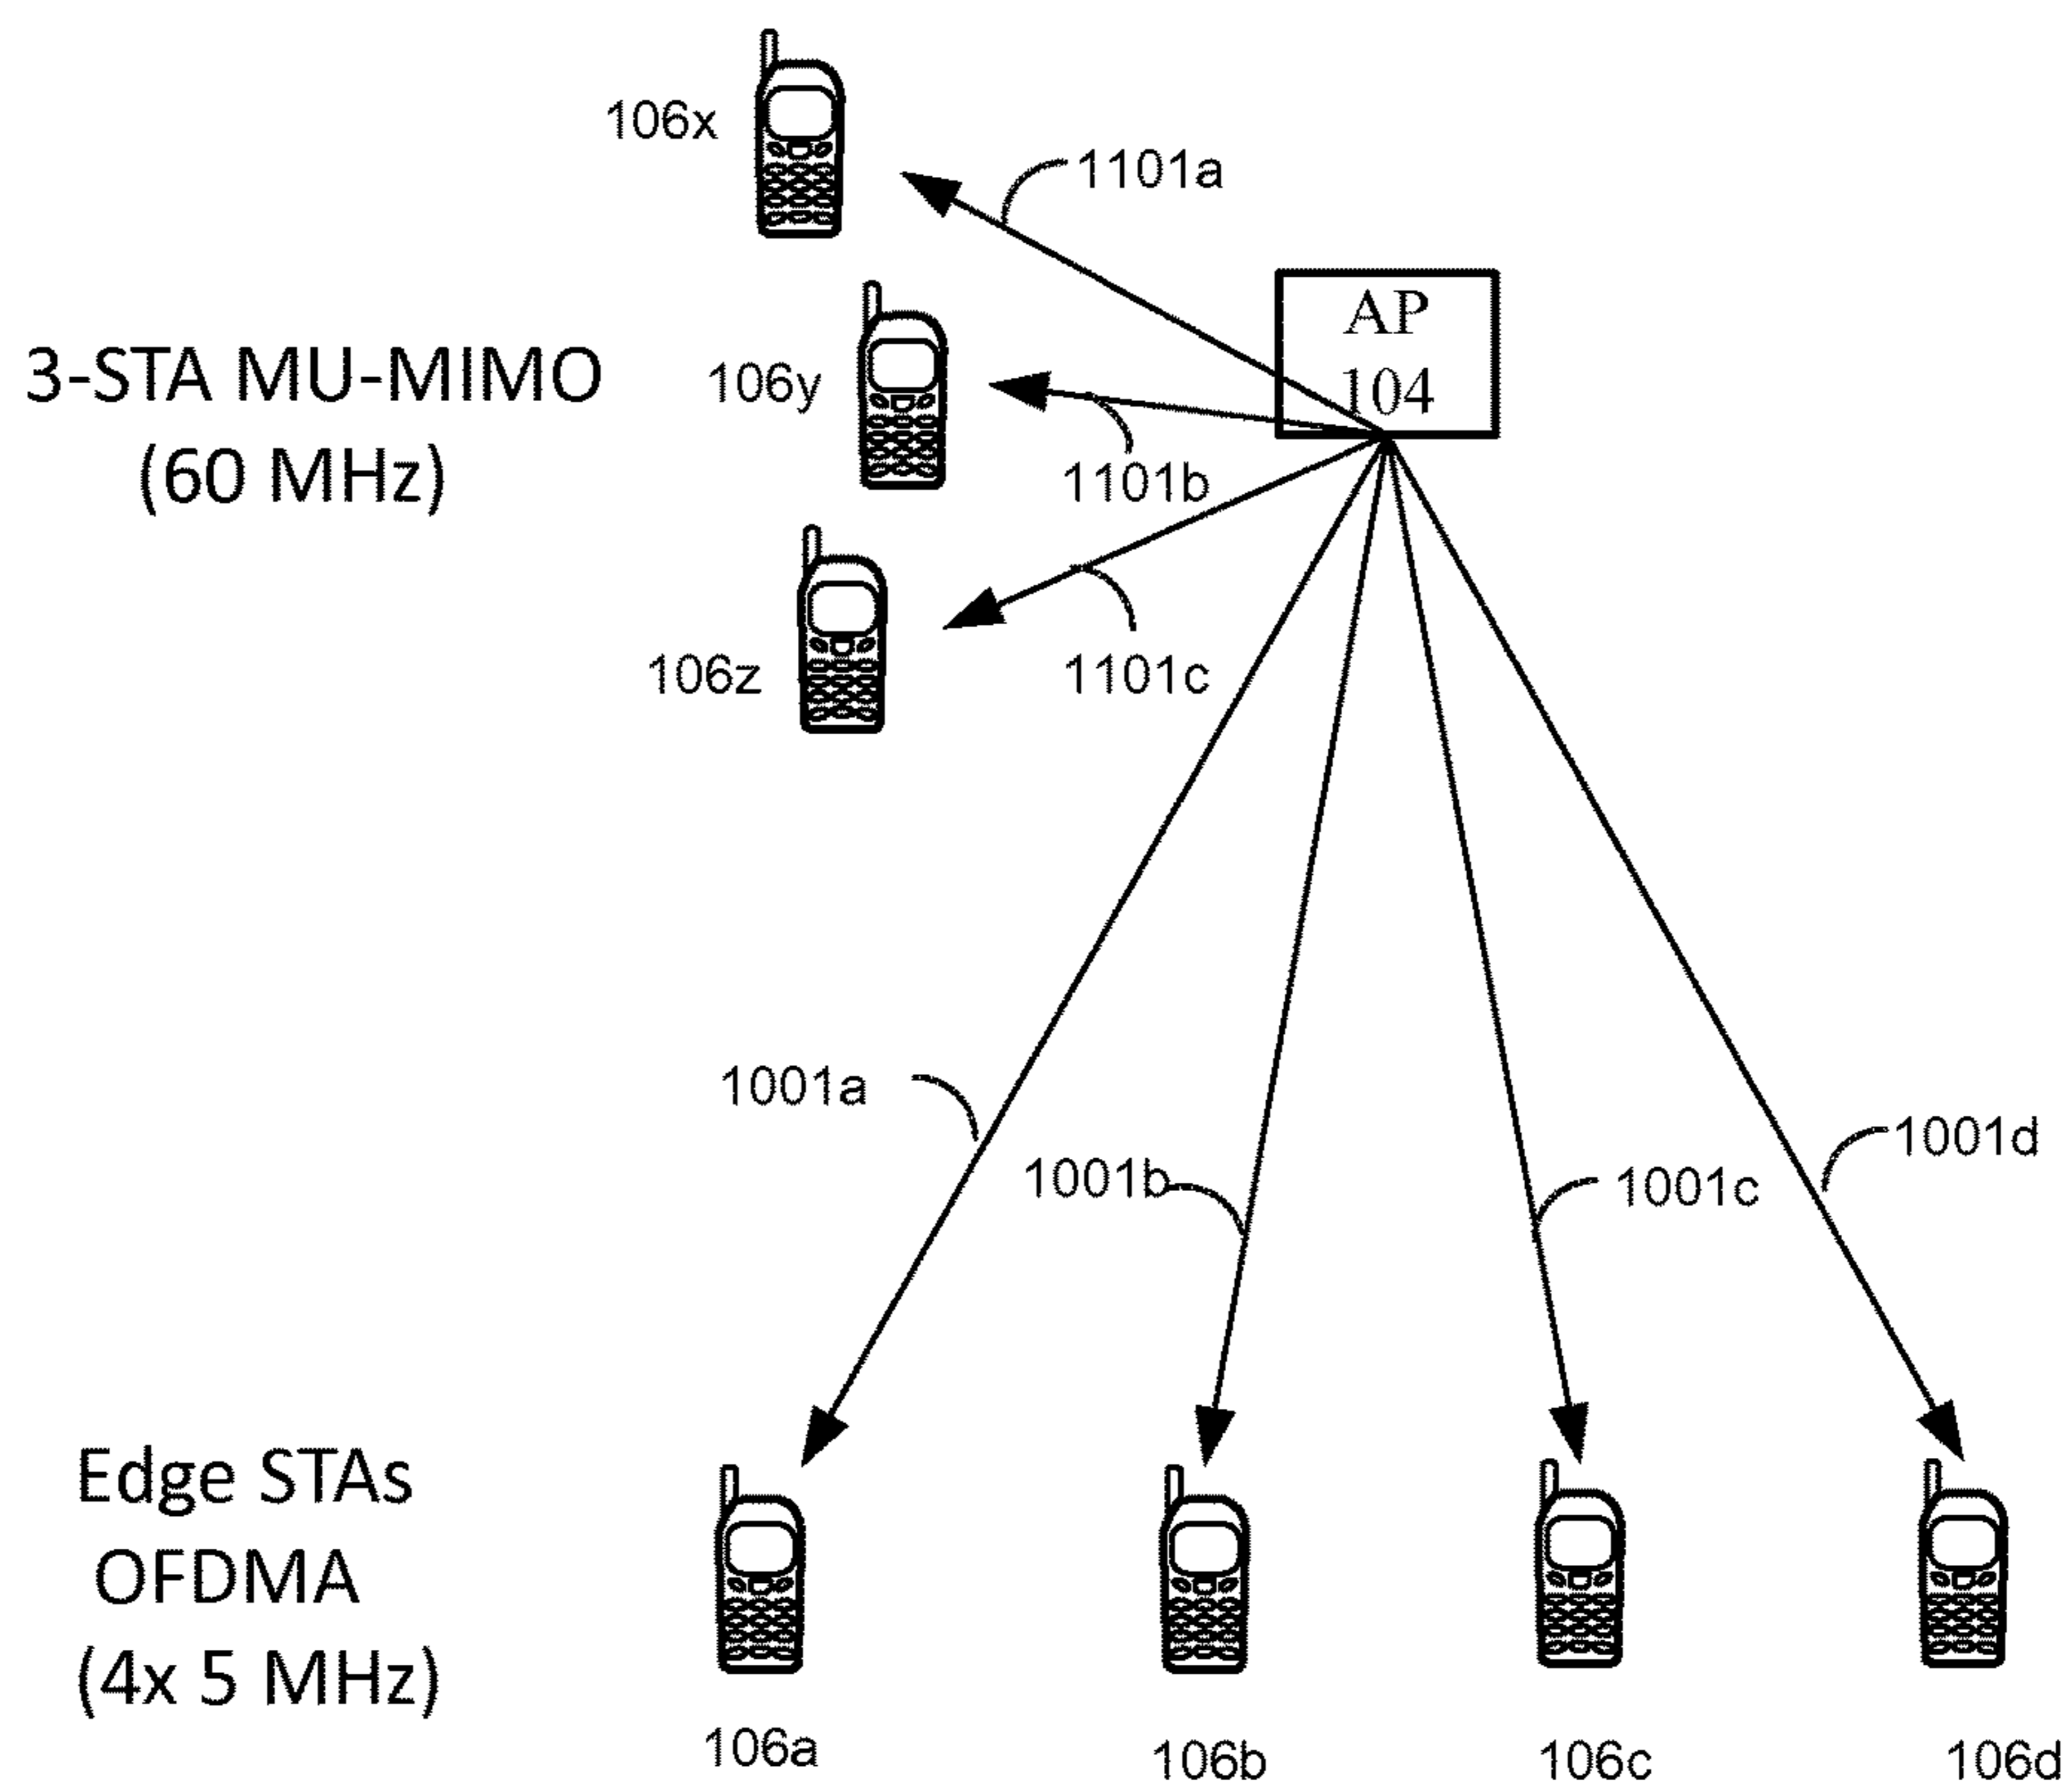 106x
1101a
AP
104
3-STA MU-MIMO
(60 MHz)
106y
1101b
106z
1101c
1001a
1001b
1001c
1001d
Edge STAs
OFDMA
(4x 5 MHz)
106a
106b
106c
106d